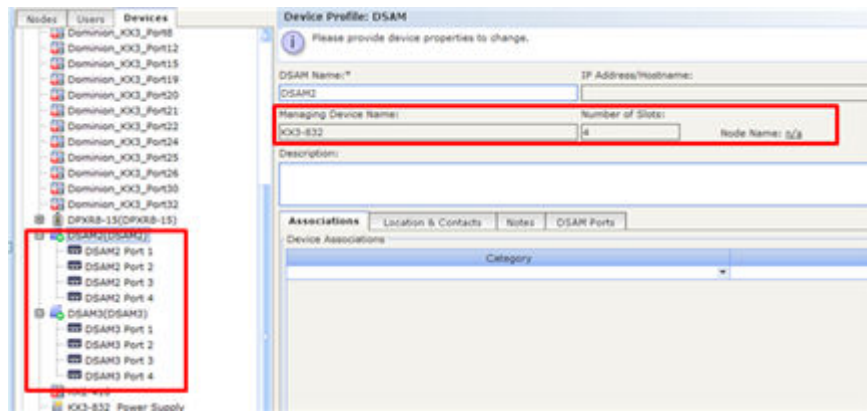 Nodes Users Devices
Dominion_KX3_Port8
Dominion_KX3_Port12
Dominion_KX3_Port15
Dominion_KX3_Port19
Dominion_KX3_Port20
Dominion_KX3_Port21
Dominion_KX3_Port22
Dominion_KX3_Port24
Dominion_KX3_Port25
Dominion_KX3_Port26
Dominion_KX3_Port30
Dominion_KX3_Port32
DPXR8-15(DPXR8-15)
DSAM2(DSAM2)
DSAM2 Port 1
DSAM2 Port 2
DSAM2 Port 3
DSAM2 Port 4
DSAM3(DSAM3)
DSAM3 Port 1
DSAM3 Port 2
DSAM3 Port 3
DSAM3 Port 4
KX3-832 Power Supply
Device Profile: DSAM
Please provide device properties to change.
DSAM Name:* IP Address/Hostname:
DSAM2
Managing Device Name: Number of Slots:
KX3-832 4 Node Name: n/a
Description:
Associations Location & Contacts Notes DSAM Ports
Device Associations
Category